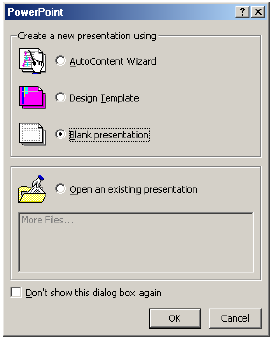 PowerPoint
Create a new presentation using
AutoContent Wizard
Design Template
Blank presentation
Open an existing presentation
More Files...
Don't show this dialog box again
OK Cancel